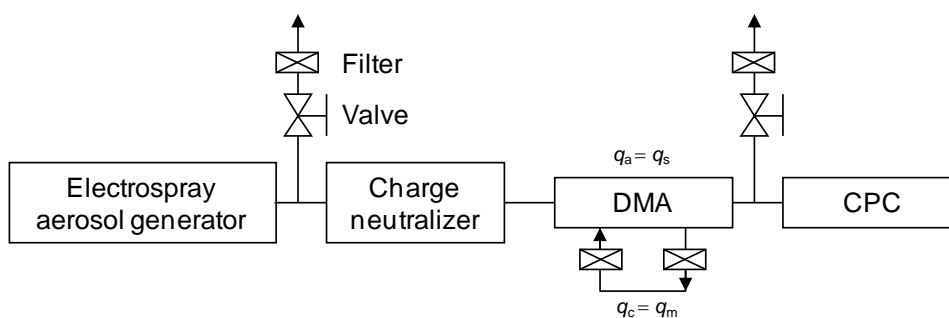 Filter
Valve
Electrospray
aerosol generator
Charge
neutralizer
qa = qs
DMA
CPC
qc = qm